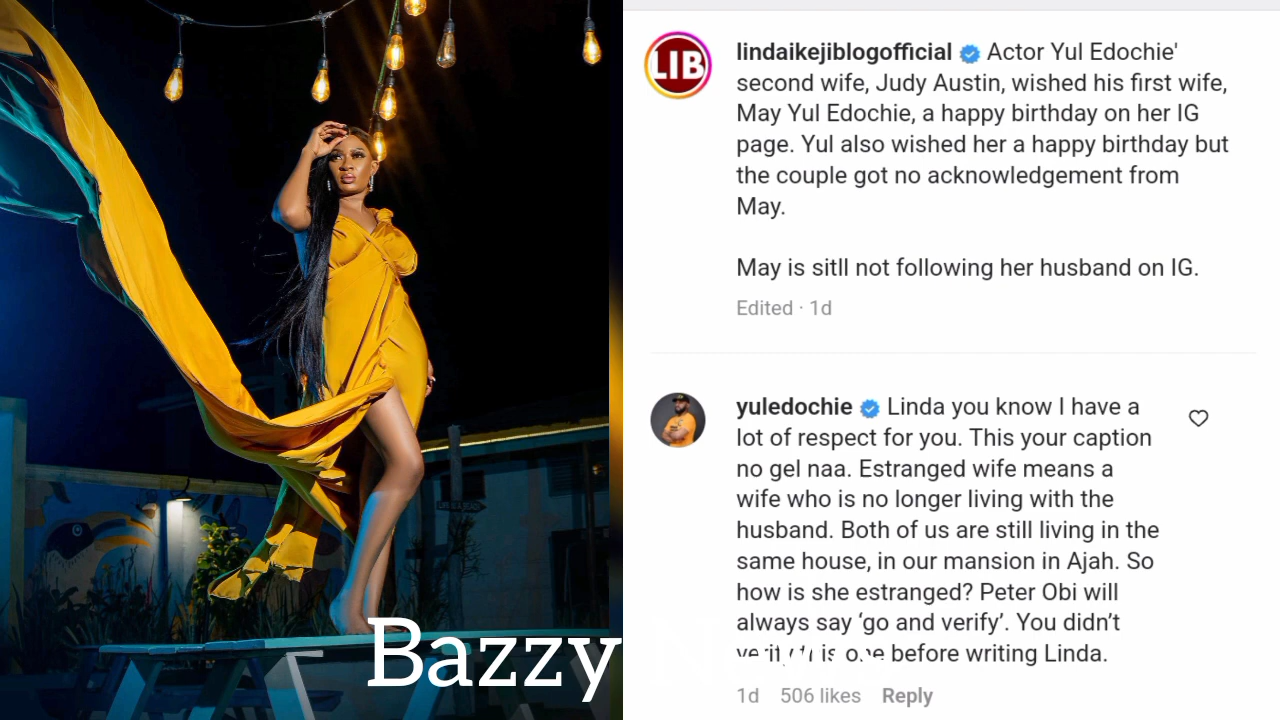 LIB
lindaikejiblogofficial Actor Yul Edochie'
second wife, Judy Austin, wished his first wife,
May Yul Edochie, a happy birthday on her IG
page. Yul also wished her a happy birthday but
the couple got no acknowledgement from
May.
May is sitll not following her husband on IG.
Edited · 1d
yuledochie Linda you know I have a
lot of respect for you. This your caption
no gel naa. Estranged wife means a
wife who is no longer living with the
husband. Both of us are still living in the
same house, in our mansion in Ajah. So
how is she estranged? Peter Obi will
always say ‘go and verify’. You didn’t
before writing Linda.
1d 506 likes Reply
Bazzy News